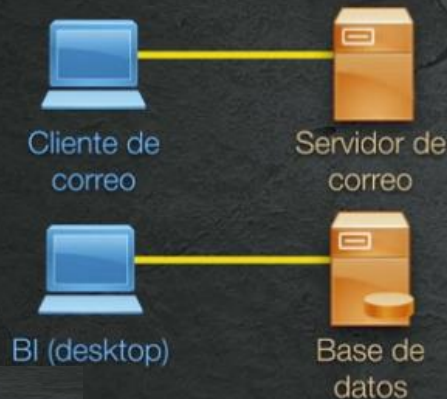 Cliente de
correo
Servidor de
correo
BI (desktop)
Base de
datos